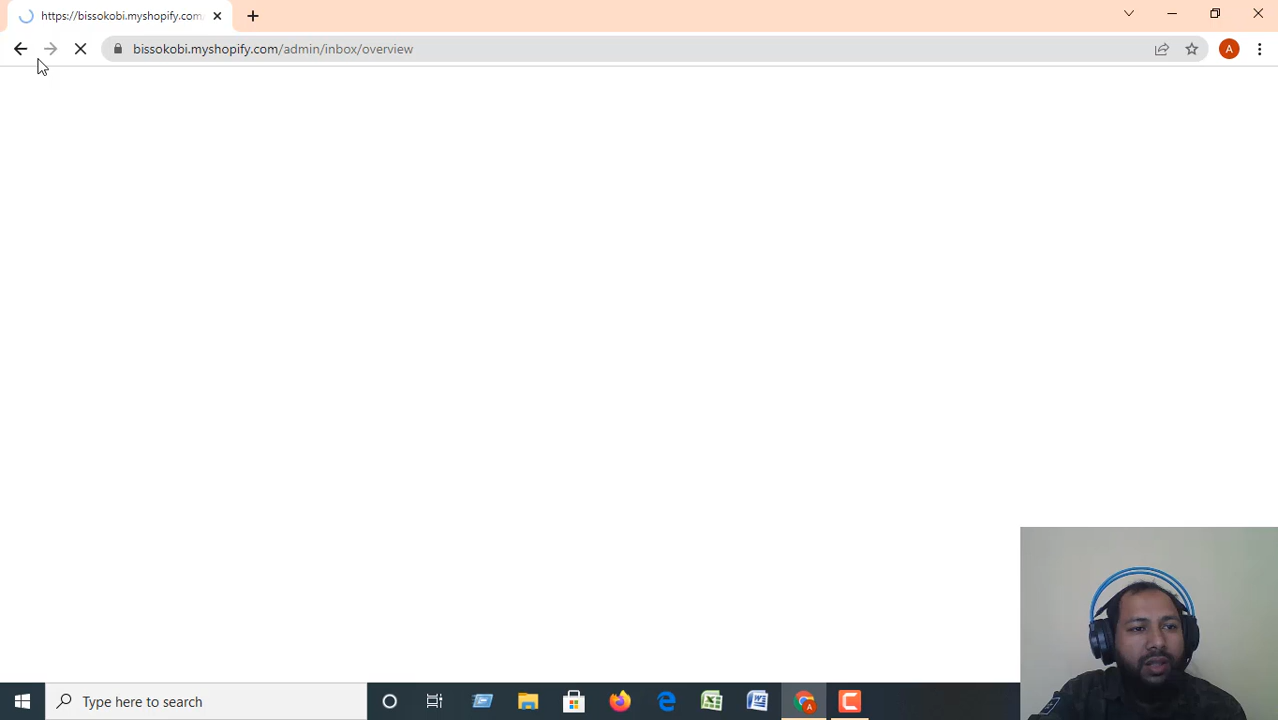 https://bissokobi.myshopify.com
bissokobi.myshopify.com/admin/inbox/overview
A
Type here to search
A